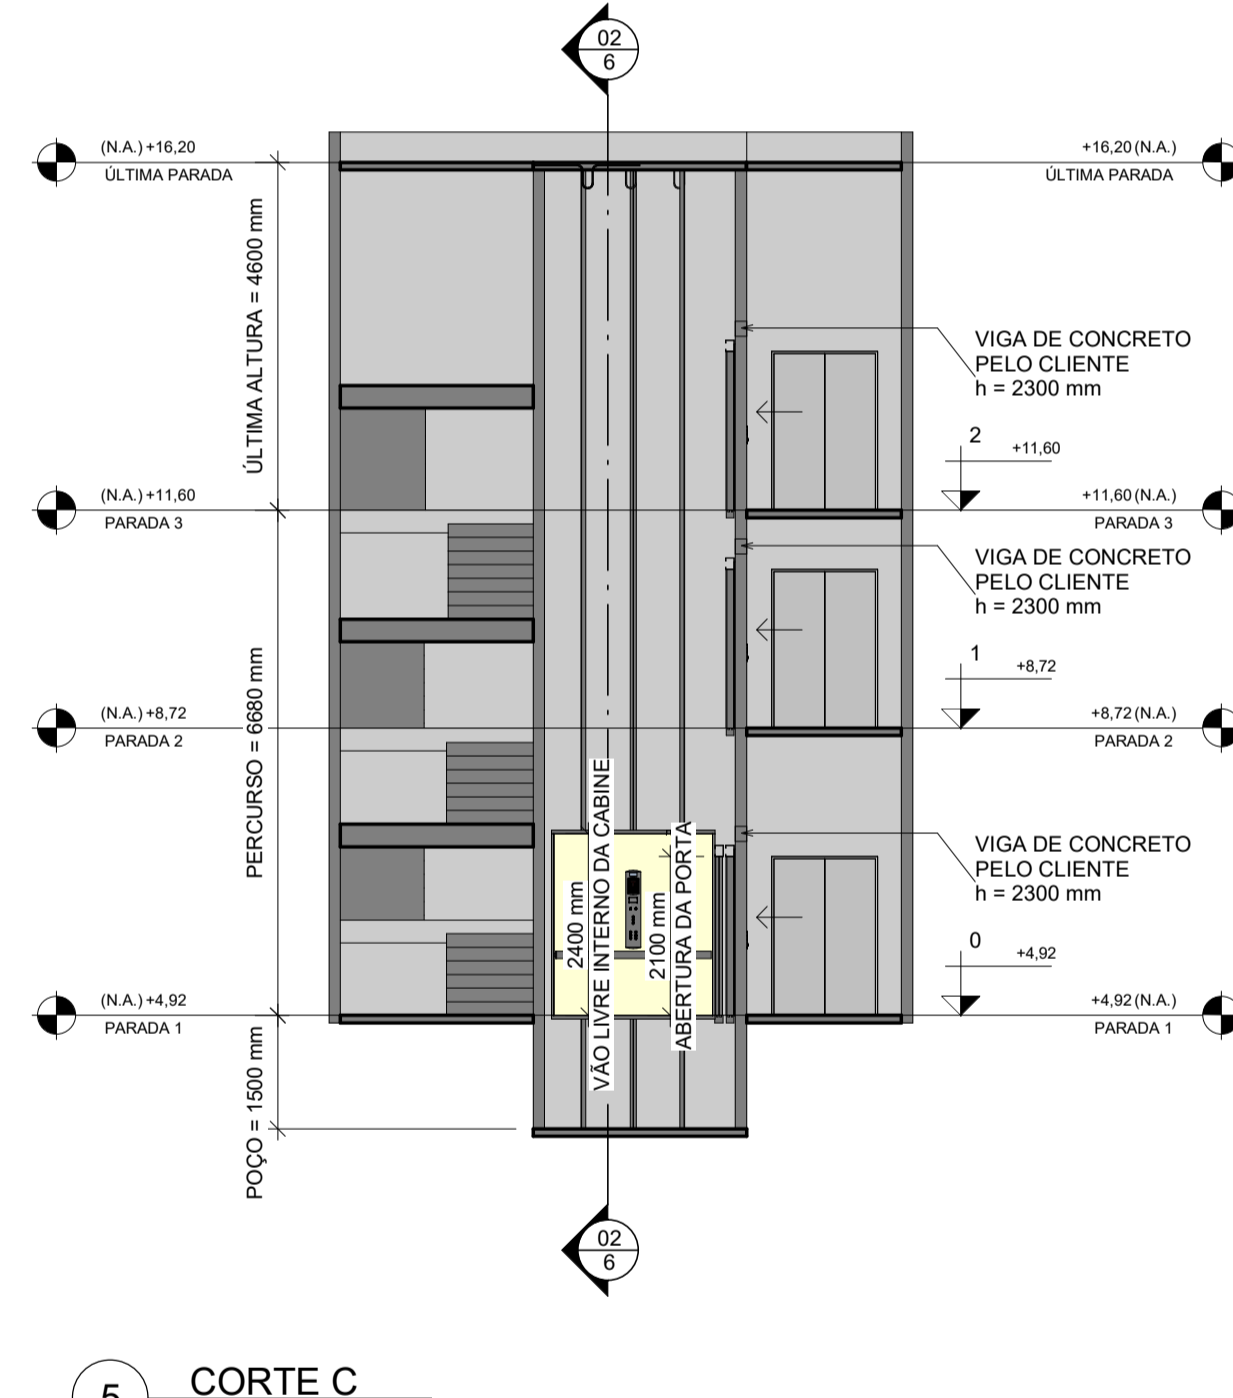 02
6
(N.A.) +16,20
ÚLTIMA PARADA
+16,20 (N.A.)
ÚLTIMA PARADA
ÚLTIMA ALTURA = 4600 mm
VIGA DE CONCRETO
PELO CLIENTE
h = 2300 mm
2
+11,60
(N.A.) +11,60
PARADA 3
+11,60 (N.A.)
PARADA 3
VIGA DE CONCRETO
PELO CLIENTE
h = 2300 mm
1
+8,72
PERCURSO = 6680 mm
(N.A.) +8,72
PARADA 2
+8,72 (N.A.)
PARADA 2
2400 mm
VÃO LIVRE INTERNO DA CABINE
2100 mm
ABERTURA DA PORTA
VIGA DE CONCRETO
PELO CLIENTE
h = 2300 mm
0
+4,92
(N.A.) +4,92
PARADA 1
+4,92 (N.A.)
PARADA 1
POÇO = 1500 mm
02
6
5
CORTE C